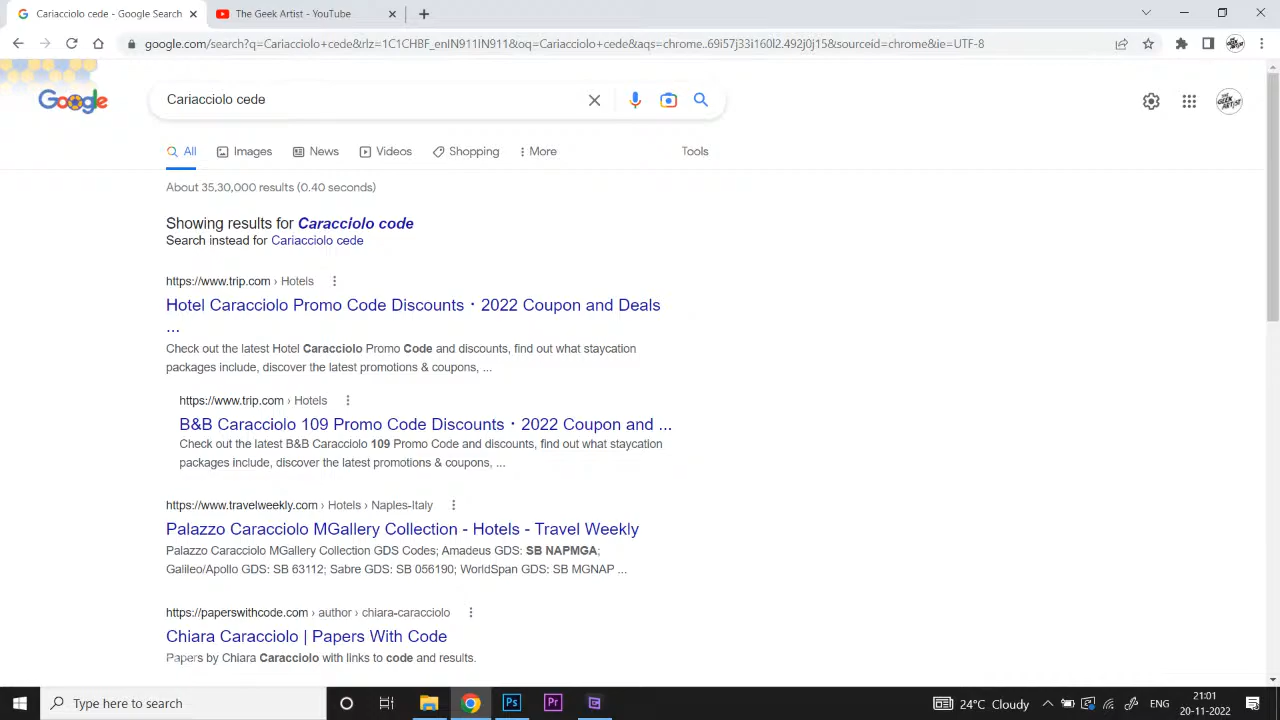 Cariacciolo cede - Google Search
The Geek Artist - YouTube
google.com/search?q=Cariacciolo+cede&rlz=1C1CHBF_enIN911IN911&oq=Cariacciolo+cede&aqs=chrome..69i57j33i160l2.492j0j15&sourceid=chrome&ie=UTF-8
Google
Cariacciolo cede
All Images News Videos Shopping More Tools
About 35,30,000 results (0.40 seconds)
Showing results for Caracciolo code
Search instead for Cariacciolo cede
https://www.trip.com › Hotels
Hotel Caracciolo Promo Code Discounts · 2022 Coupon and Deals
...
Check out the latest Hotel Caracciolo Promo Code and discounts, find out what staycation
packages include, discover the latest promotions & coupons, ...
https://www.trip.com › Hotels
B&B Caracciolo 109 Promo Code Discounts · 2022 Coupon and ...
Check out the latest B&B Caracciolo 109 Promo Code and discounts, find out what staycation
packages include, discover the latest promotions & coupons, ...
https://www.travelweekly.com › Hotels › Naples-Italy
Palazzo Caracciolo MGallery Collection - Hotels - Travel Weekly
Palazzo Caracciolo MGallery Collection GDS Codes; Amadeus GDS: SB NAPMGA;
Galileo/Apollo GDS: SB 63112; Sabre GDS: SB 056190; WorldSpan GDS: SB MGNAP ...
https://paperswithcode.com › author › chiara-caracciolo
Chiara Caracciolo | Papers With Code
Papers by Chiara Caracciolo with links to code and results.
Type here to search
Ps
Pr
24°C Cloudy
ENG
21:01
20-11-2022